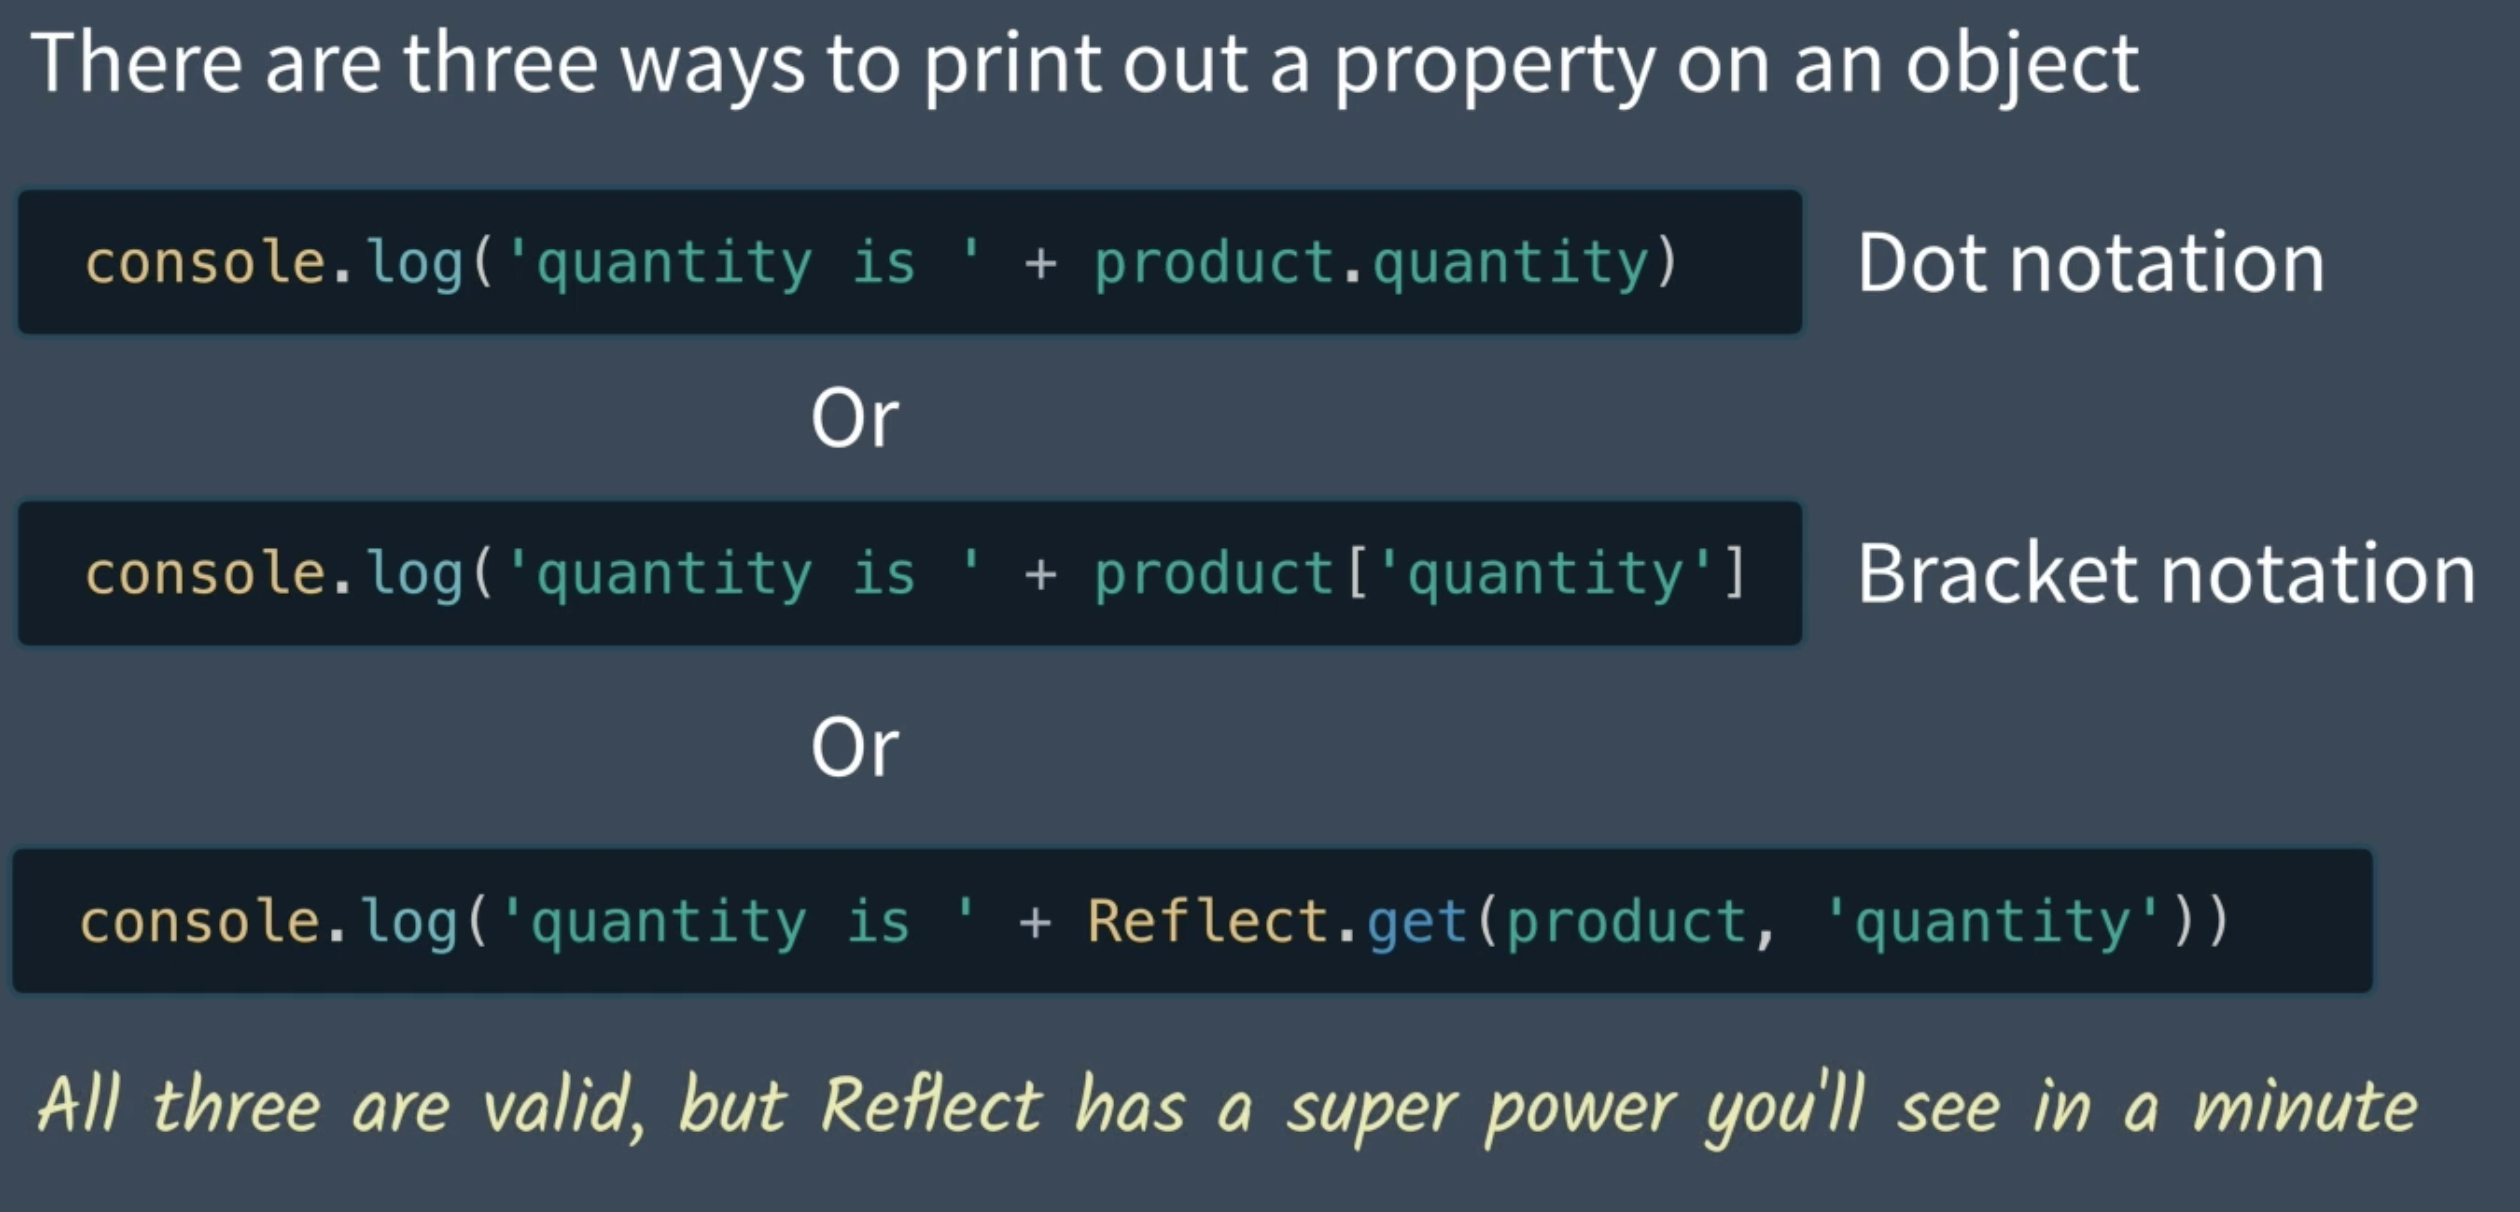 There are three ways to print out a property on an object
console.log('quantity is ' + product.quantity)
Dot notation
Or
console.log('quantity is ' + product['quantity']
Bracket notation
Or
console.log('quantity is ' + Reflect.get(product, 'quantity'))
All three are valid, but Reflect has a super power you'll see in a minute